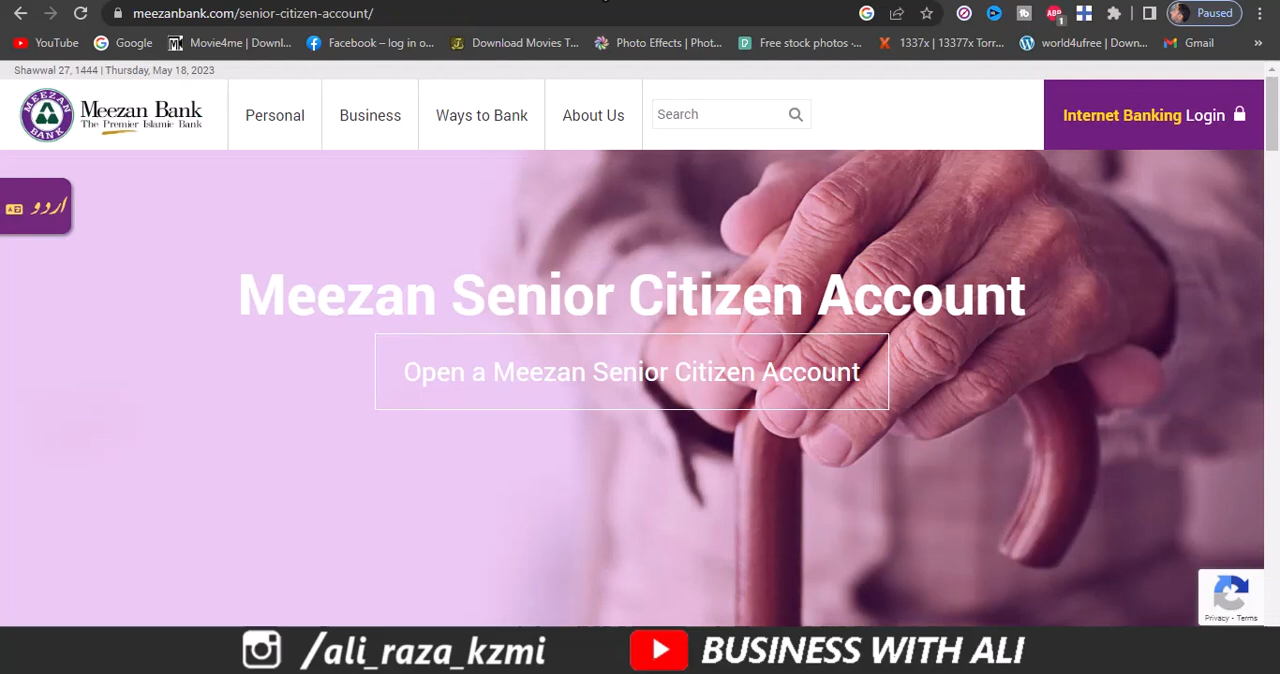 meezanbank.com/senior-citizen-account/
Paused
YouTube
Google
Movie4me | Downl...
Facebook – log in o...
Download Movies T...
Photo Effects | Phot...
Free stock photos -...
1337x | 13377x Torr...
world4ufree | Down...
Gmail
»
Shawwal 27, 1444 | Thursday, May 18, 2023
MEEZAN BANK
Meezan Bank
The Premier Islamic Bank
Personal
Business
Ways to Bank
About Us
Search
Internet Banking Login
اردو
Meezan Senior Citizen Account
Open a Meezan Senior Citizen Account
Privacy - Terms
/ali_raza_kzmi
BUSINESS WITH ALI